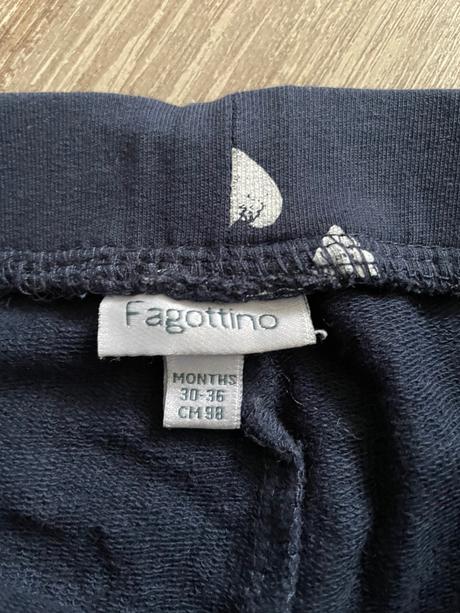 Fagottino
MONTHS
30-36
CM 98